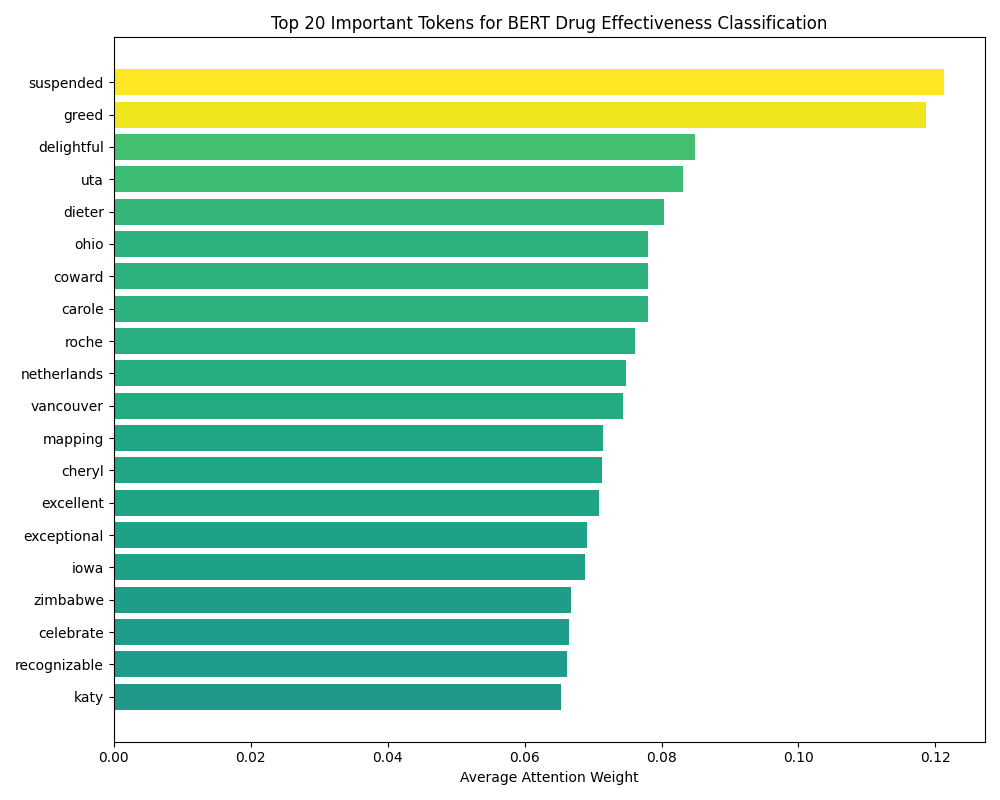 Top 20 Important Tokens for BERT Drug Effectiveness Classification
suspended
greed
delightful
uta
dieter
ohio
coward
carole
roche
netherlands
vancouver
mapping
cheryl
excellent
exceptional
iowa
zimbabwe
celebrate
recognizable
katy
0.00 0.02 0.04 0.06 0.08 0.10 0.12
Average Attention Weight